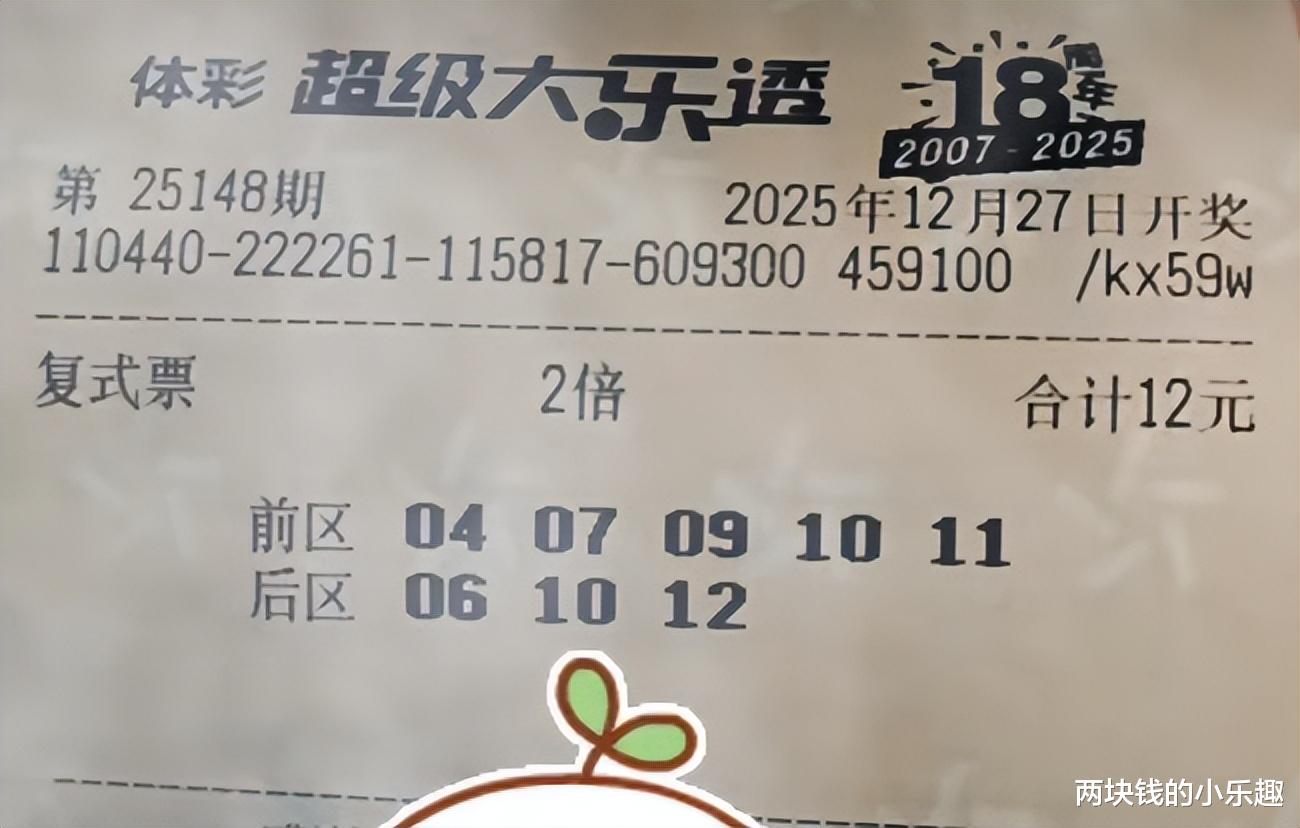 体彩 超级大乐透 18周年
2007-2025
第 25148期 2025年12月27日开奖
110440-222261-115817-609300 459100 /kx59w
复式票 2倍 合计12元
前区 04 07 09 10 11
后区 06 10 12
两块钱的小乐趣